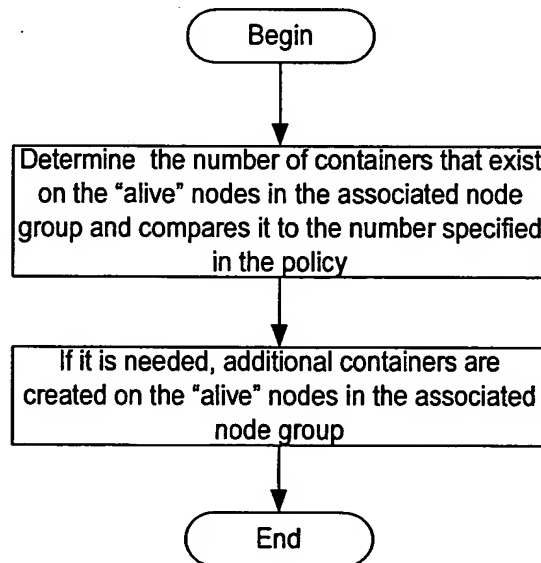 Begin
Determine the number of containers that exist
on the "alive" nodes in the associated node
group and compares it to the number specified
in the policy
If it is needed, additional containers are
created on the "alive" nodes in the associated
node group
End